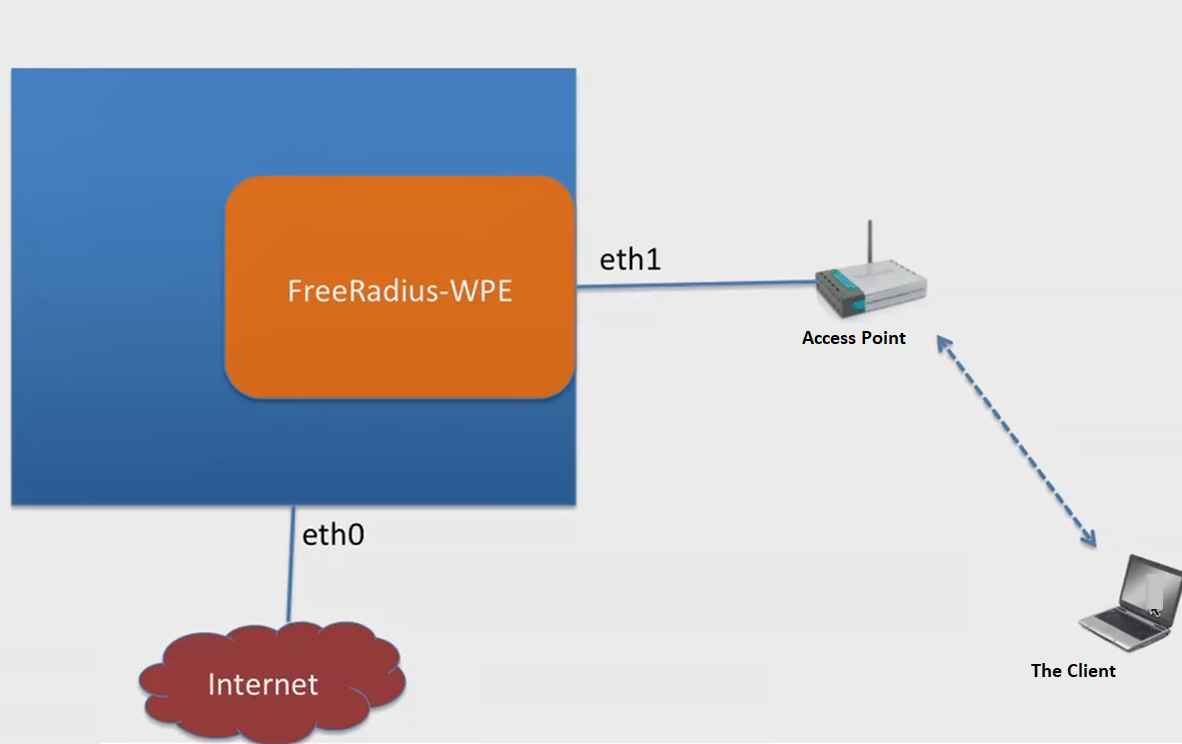 eth1
FreeRadius-WPE
Access Point
eth0
The Client
Internet